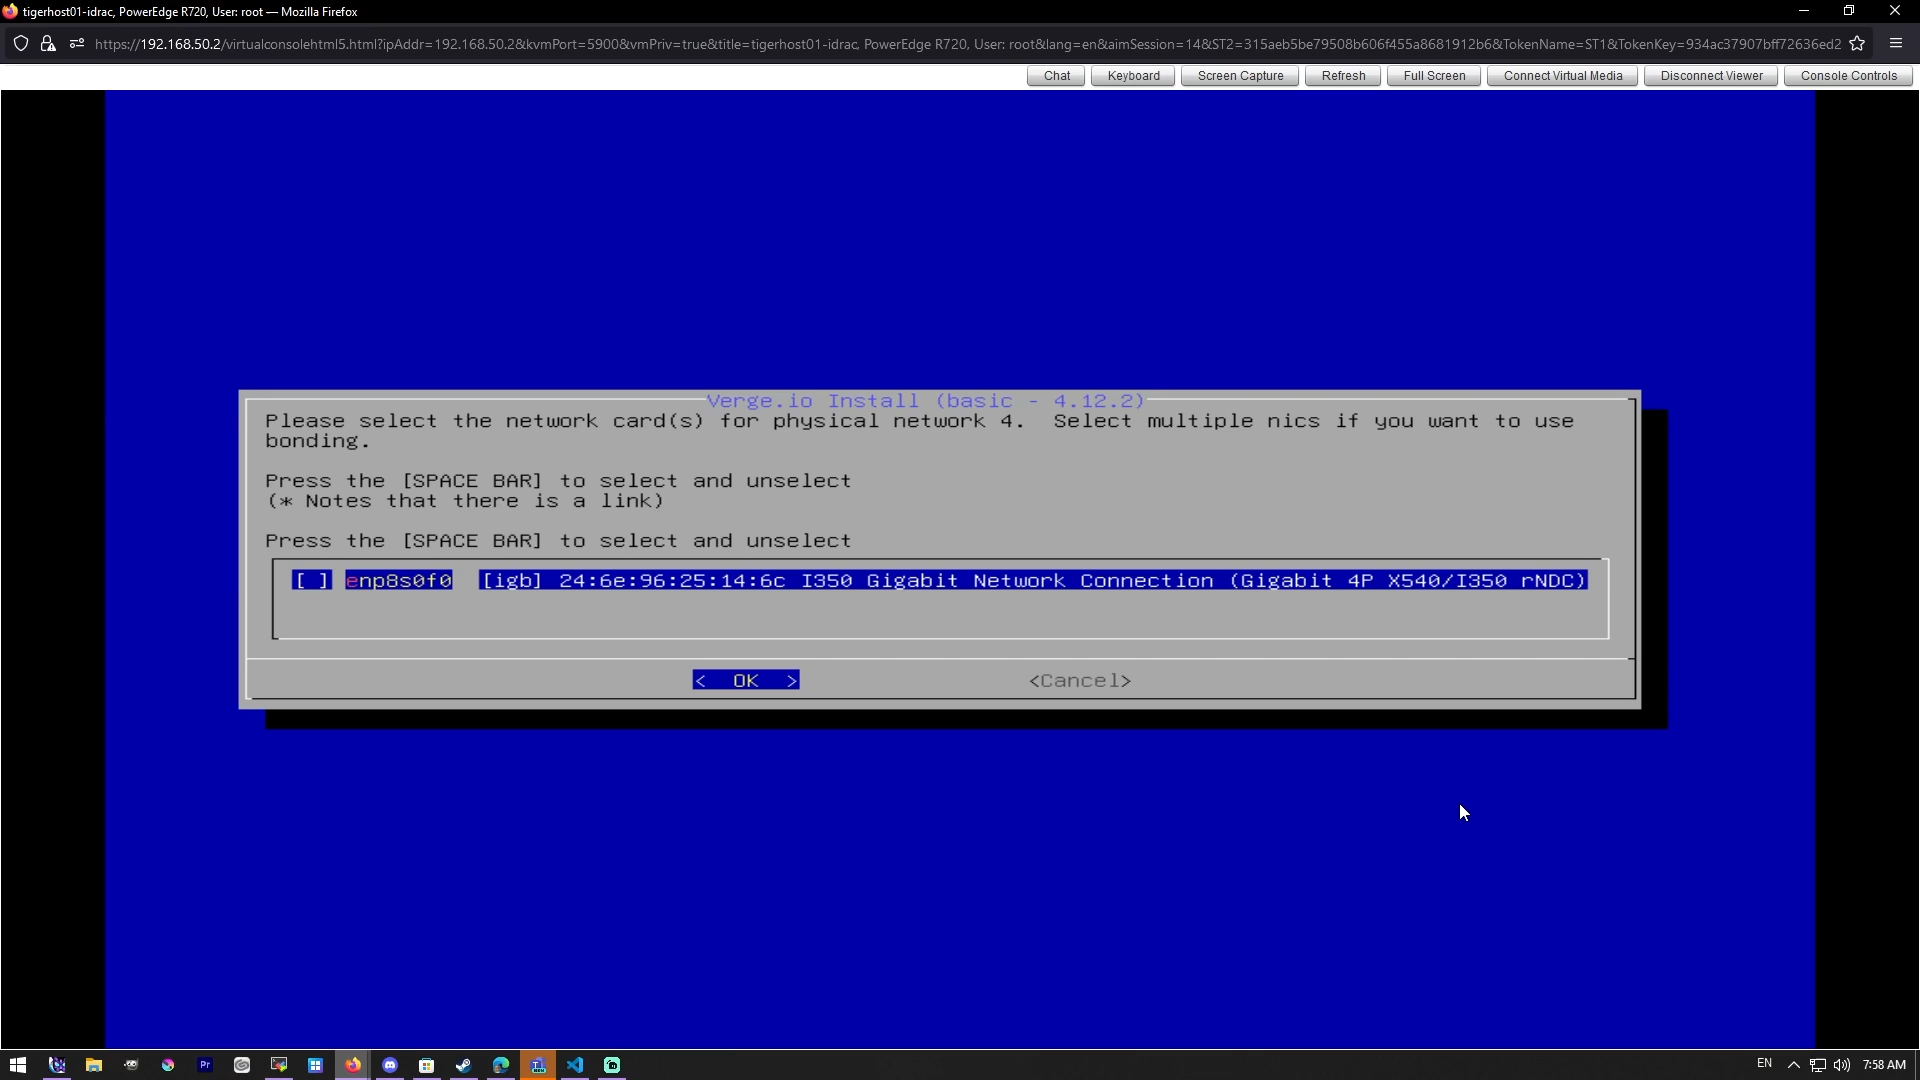 tigerhost01-idrac, PowerEdge R720, User: root — Mozilla Firefox
https://192.168.50.2/virtualconsolehtml5.html?ipAddr=192.168.50.2&kvmPort=5900&vmPriv=true&title=tigerhost01-idrac, PowerEdge R720, User: root&lang=en&aimSession=14&ST2=315aeb5be79508b606f455a8681912b6&TokenName=ST1&TokenKey=934ac37907bff72636ed2
Chat Keyboard Screen Capture Refresh Full Screen Connect Virtual Media Disconnect Viewer Console Controls
Verge.io Install (basic - 4.12.2)
Please select the network card(s) for physical network 4.  Select multiple nics if you want to use
bonding.
Press the [SPACE BAR] to select and unselect
(* Notes that there is a link)
Press the [SPACE BAR] to select and unselect
[ ] enp8s0f0  [igb] 24:6e:96:25:14:6c I350 Gigabit Network Connection (Gigabit 4P X540/I350 rNDC)
<  OK  > <Cancel>
Pr
EN 7:58 AM